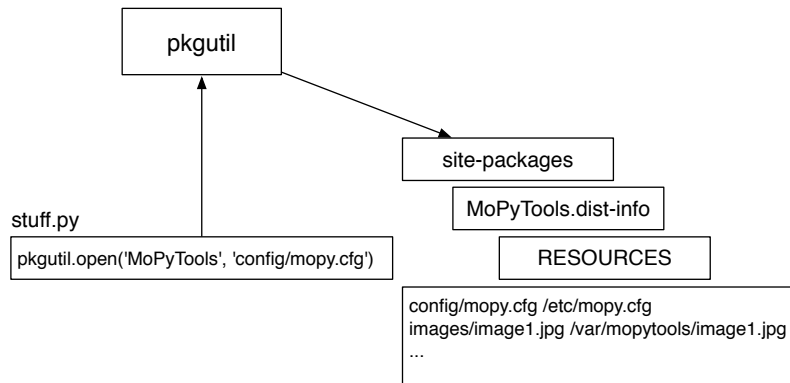 pkgutil
site-packages
MoPyTools.dist-info
stuff.py
pkgutil.open('MoPyTools', 'config/mopy.cfg')
RESOURCES
config/mopy.cfg /etc/mopy.cfg
images/image1.jpg /var/mopytools/image1.jpg
...